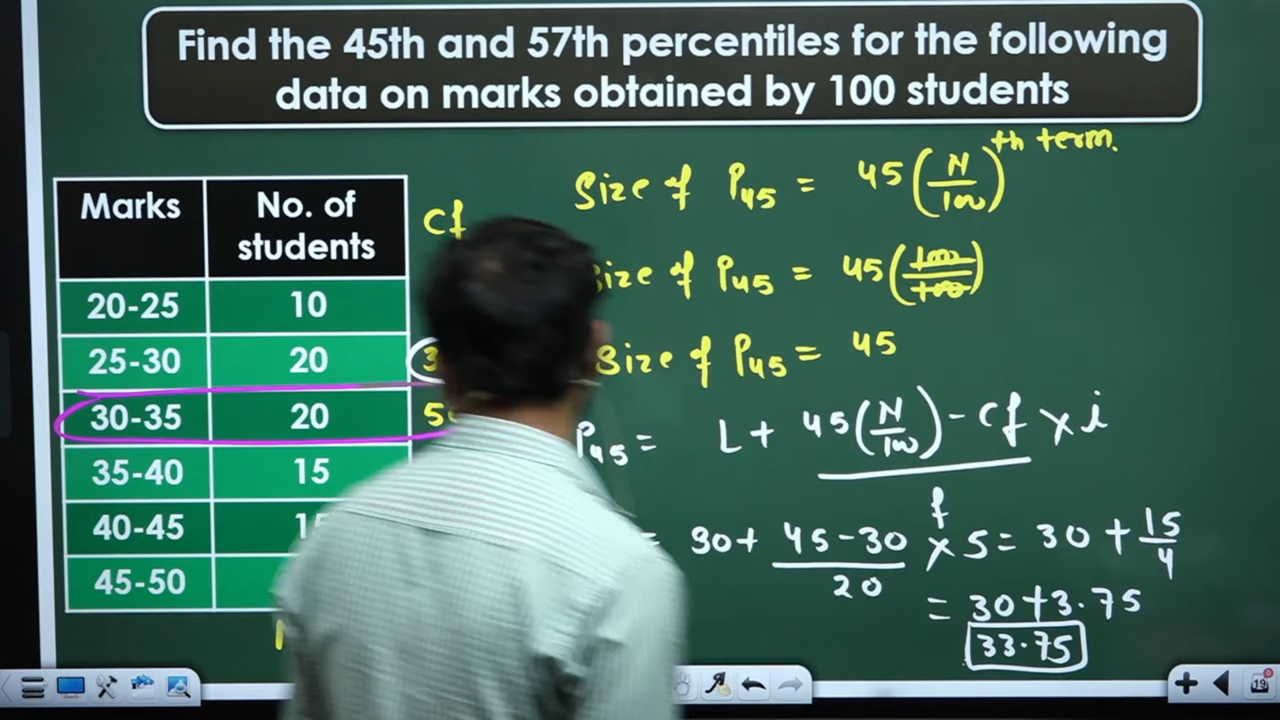 Find the 45th and 57th percentiles for the following
data on marks obtained by 100 students
Marks No. of students cf
20-25 10
25-30 20
30-35 20
35-40 15
40-45
45-50
Size of P45 = 45(N/100)th term.
Size of P45 = 45(100/100)
Size of P45 = 45
P45 = L + 45(N/100) - cf / f × i
= 30 + 45-30 / 20 × 5 = 30 + 15/4
= 30 + 3.75
33.75
19